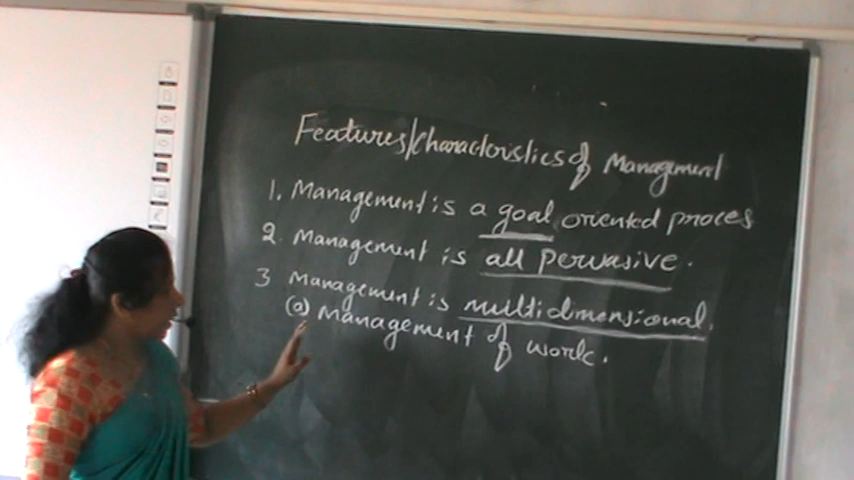 Features/characteristics of Management
1. Management is a goal oriented proces
2. Management is all pervasive.
3 Management is multidimensional.
(a) Management of work.